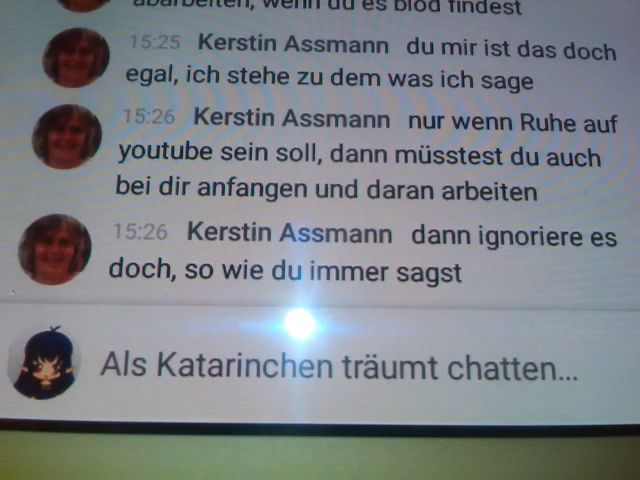 abarbeiten, wenn du es blöd findest
15:25 Kerstin Assmann du mir ist das doch
egal, ich stehe zu dem was ich sage
15:26 Kerstin Assmann nur wenn Ruhe auf
youtube sein soll, dann müsstest du auch
bei dir anfangen und daran arbeiten
15:26 Kerstin Assmann dann ignoriere es
doch, so wie du immer sagst
Als Katarinchen träumt chatten...